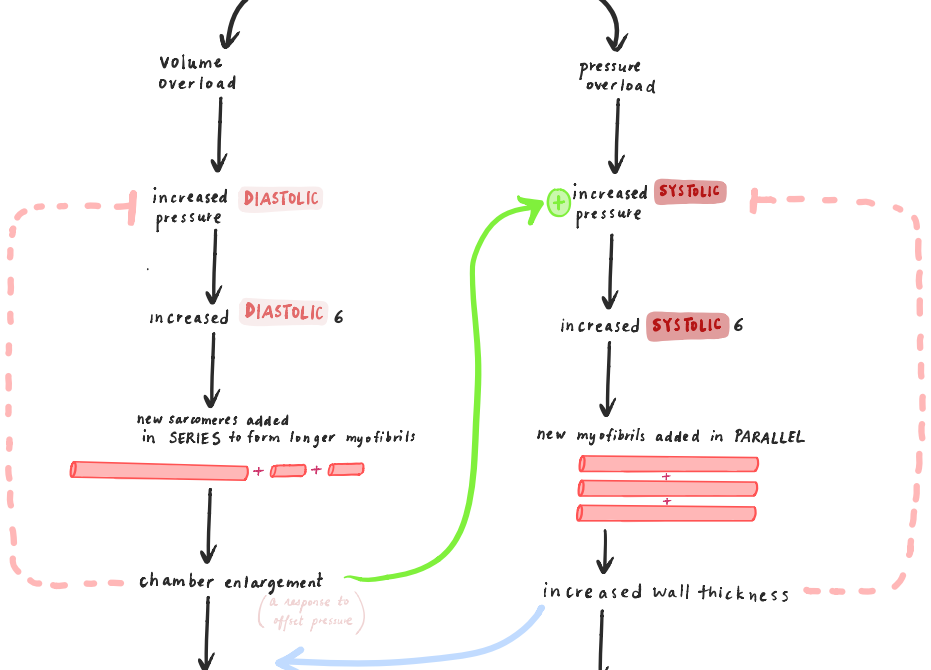 volume
overload
increased DIASTOLIC
pressure
increased DIASTOLIC 6
new sarcomeres added
in SERIES to form longer myofibrils
+ +
chamber enlargement
(a response to
offset pressure)
pressure
overload
+ increased SYSTOLIC
pressure
increased SYSTOLIC 6
new myofibrils added in PARALLEL
+
+
increased wall thickness